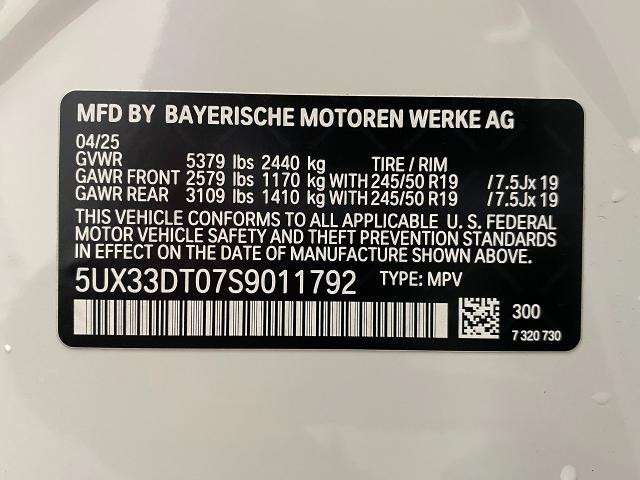 MFD BY BAYERISCHE MOTOREN WERKE AG
04/25
GVWR 5379 lbs 2440 kg TIRE / RIM
GAWR FRONT 2579 lbs 1170 kg WITH 245/50 R19 /7.5Jx19
GAWR REAR 3109 lbs 1410 kg WITH 245/50 R19 /7.5Jx19
THIS VEHICLE CONFORMS TO ALL APPLICABLE U. S. FEDERAL
MOTOR VEHICLE SAFETY AND THEFT PREVENTION STANDARDS
IN EFFECT ON THE DATE OF MANUFACTURE SHOWN ABOVE.
5UX33DT07S9011792 TYPE: MPV
300
7 320 730